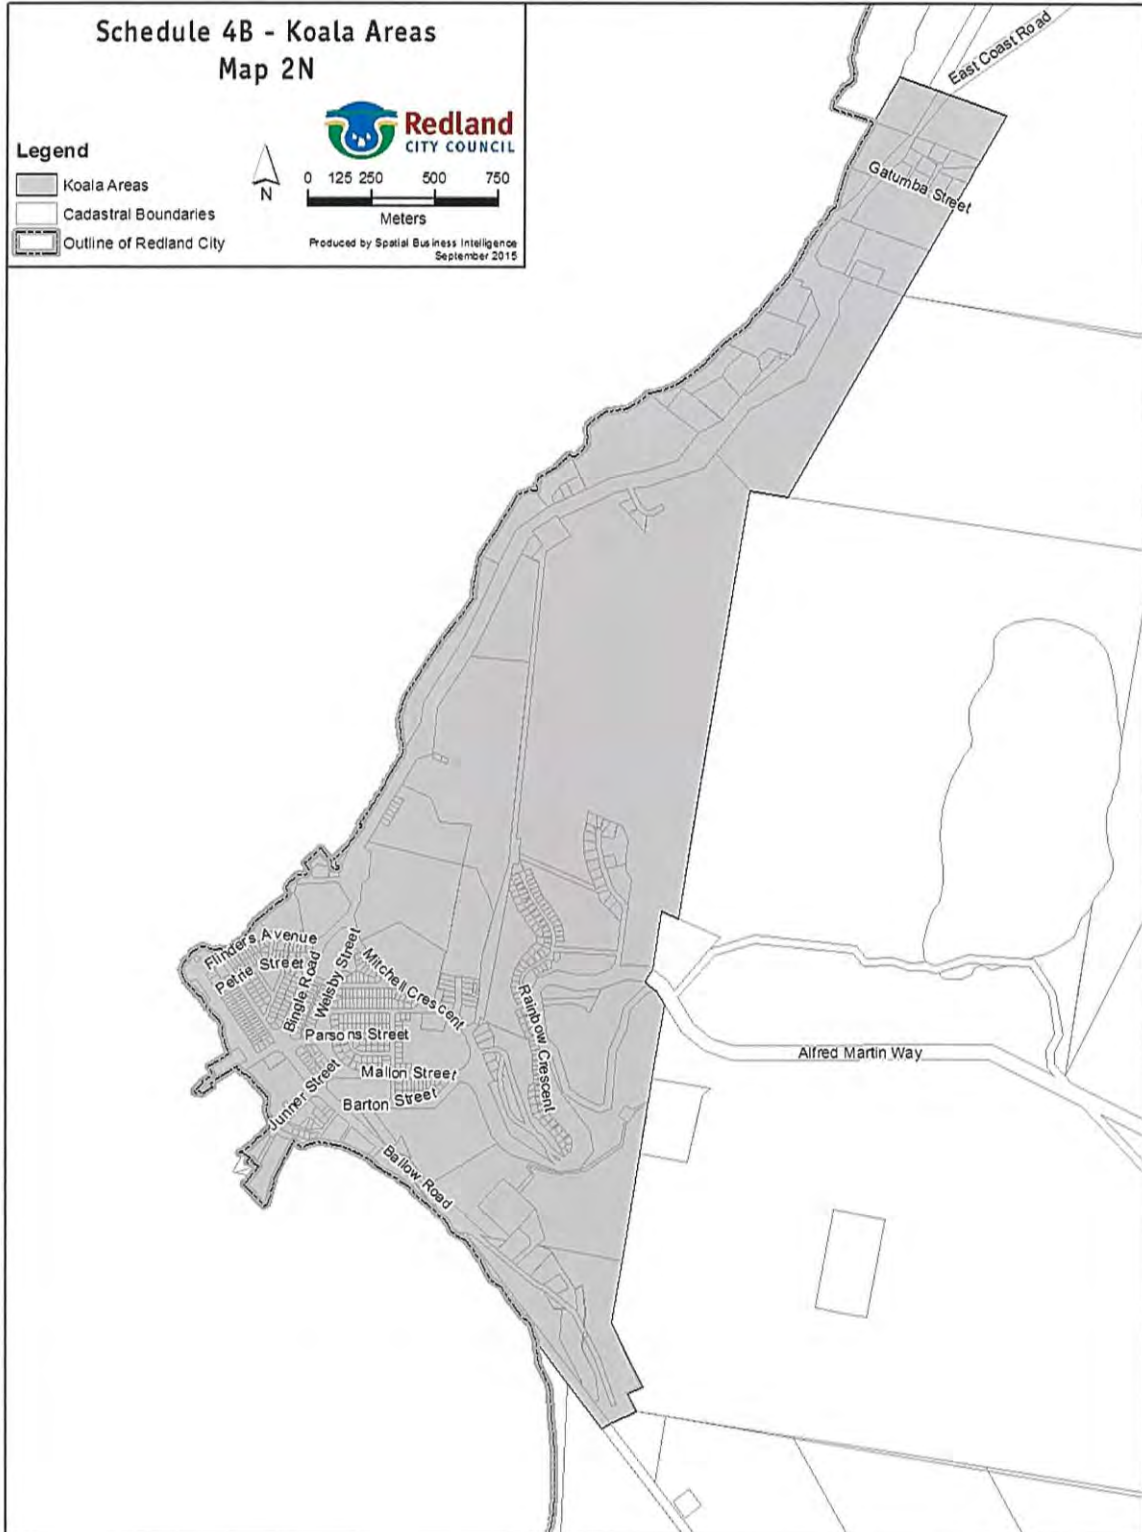 Schedule 4B - Koala Areas
Map 2N
Redland
CITY COUNCIL
Legend
Koala Areas
Cadastral Boundaries
Outline of Redland City
N
0 125 250 500 750
Meters
Produced by Spatial Business Intelligence
September 2015
East Coast Road
Gatumba Street
Flinders Avenue
Petrie Street
Bingle Road
Welsby Street
Mitchell Crescent
Rainbow Crescent
Parsons Street
Alfred Martin Way
Mallon Street
Junner Street
Barton Street
Ballow Road